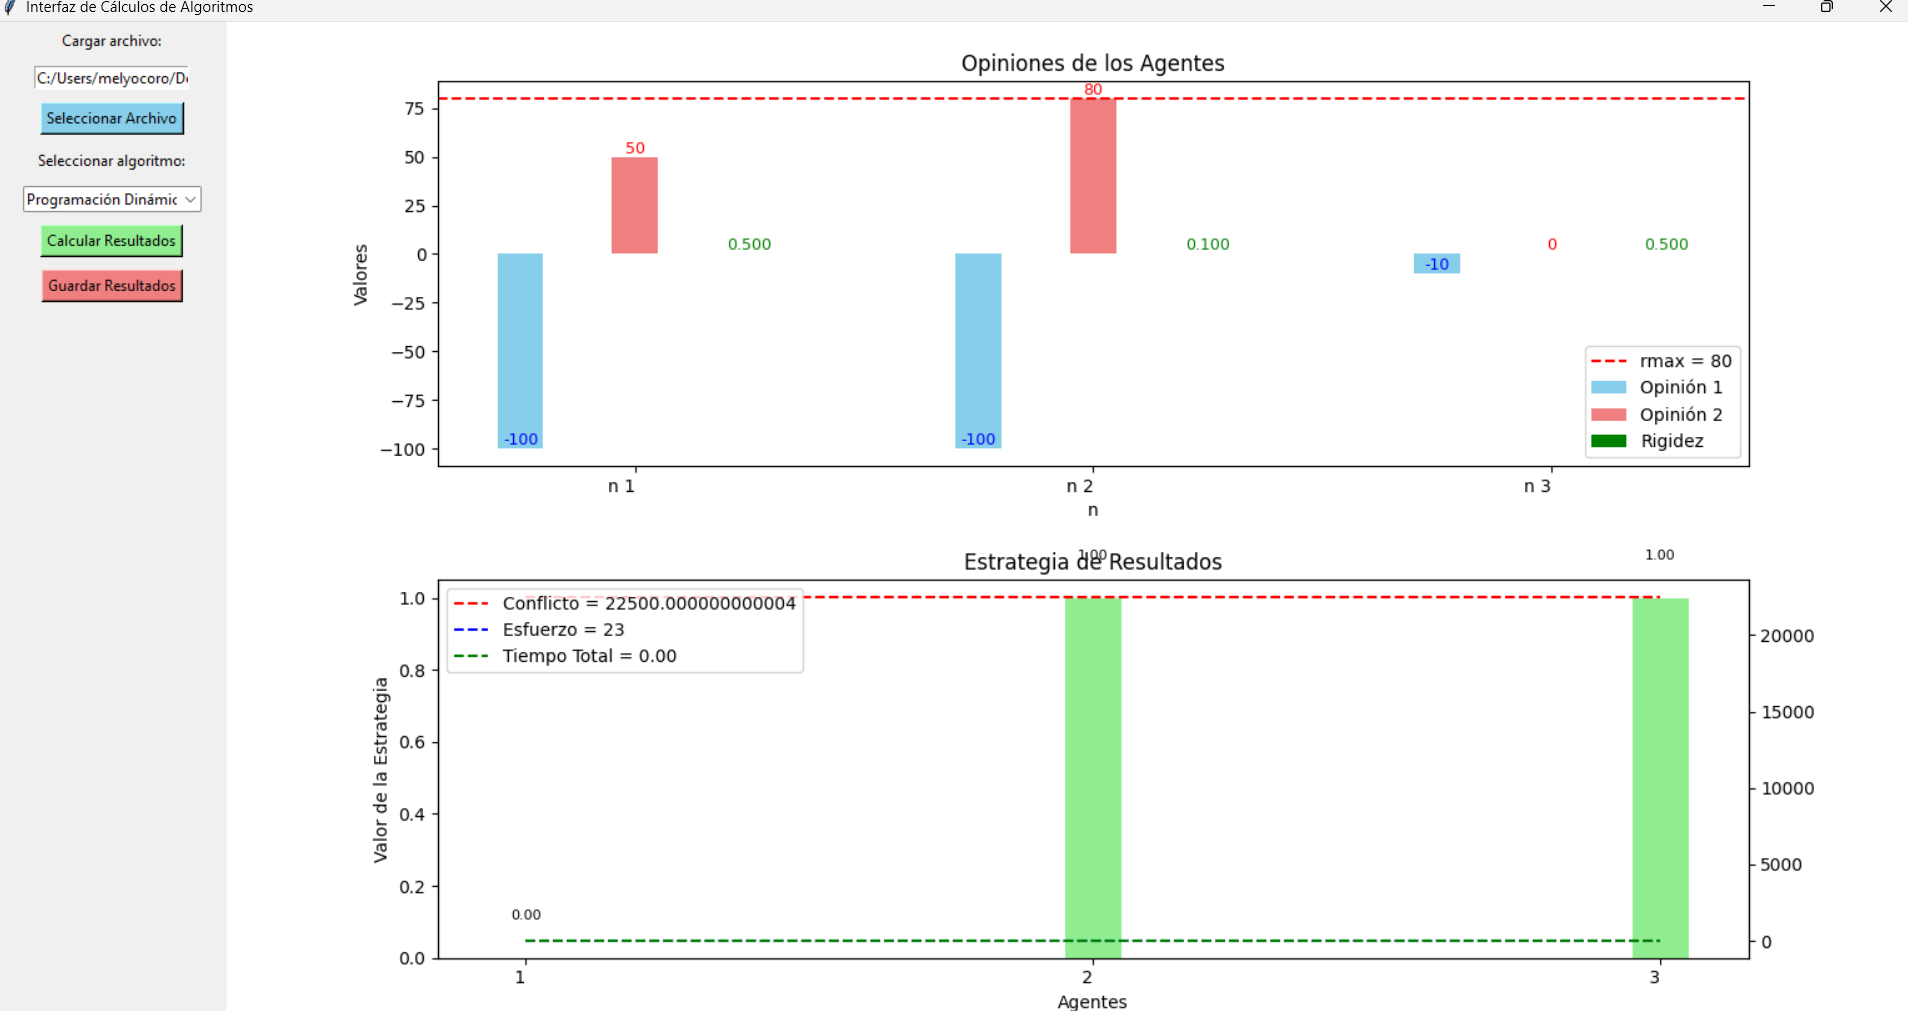 Interfaz de Cálculos de Algoritmos
Cargar archivo:
C:/Users/melyocoro/D
Seleccionar Archivo
Seleccionar algoritmo:
Programación Dinámic
Calcular Resultados
Guardar Resultados
Opiniones de los Agentes
Valores
75
50
25
0
−25
−50
−75
−100
-100
50
0.500
-100
80
0.100
-10
0
0.500
rmax = 80
Opinión 1
Opinión 2
Rigidez
n 1
n 2
n 3
n
Estrategia de Resultados
1.00
1.00
Valor de la Estrategia
1.0
0.8
0.6
0.4
0.2
0.0
Conflicto = 22500.000000000004
Esfuerzo = 23
Tiempo Total = 0.00
0.00
20000
15000
10000
5000
0
1
2
3
Agentes